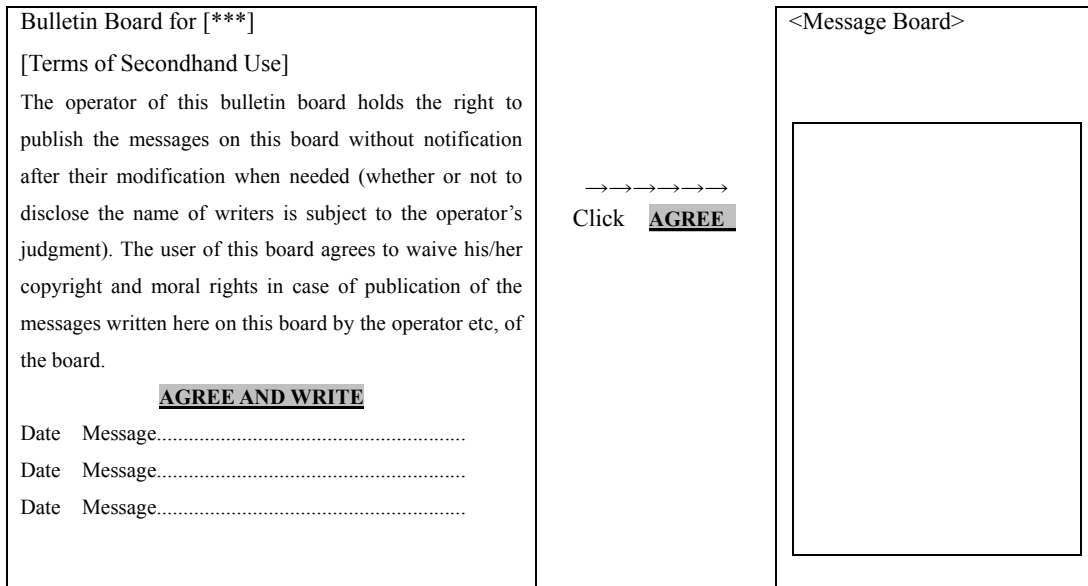 Bulletin Board for [***]
[Terms of Secondhand Use]
The operator of this bulletin board holds the right to
publish the messages on this board without notification
after their modification when needed (whether or not to
disclose the name of writers is subject to the operator's
judgment). The user of this board agrees to waive his/her
copyright and moral rights in case of publication of the
messages written here on this board by the operator etc, of
the board.
AGREE AND WRITE
Date Message.........................................................
Date Message.........................................................
Date Message.........................................................
→→→→→→
Click AGREE
<Message Board>